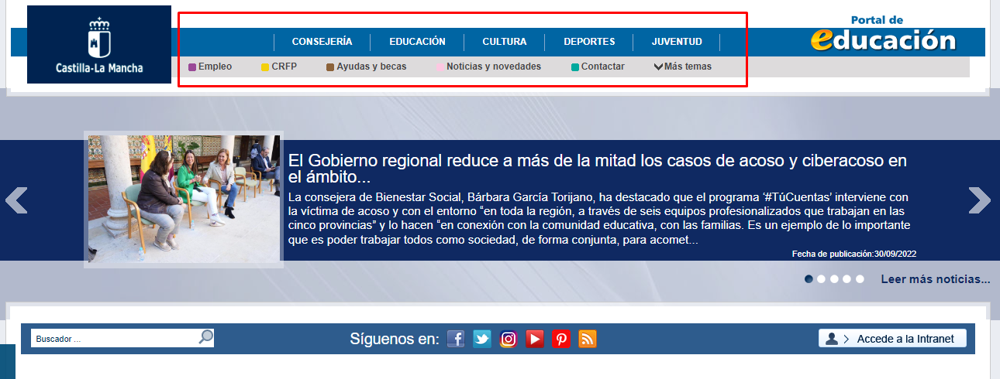 Castilla-La Mancha
CONSEJERÍA EDUCACIÓN CULTURA DEPORTES JUVENTUD
Portal de
educación
Empleo CRFP Ayudas y becas Noticias y novedades Contactar Más temas
El Gobierno regional reduce a más de la mitad los casos de acoso y ciberacoso en
el ámbito...
La consejera de Bienestar Social, Bárbara García Torijano, ha destacado que el programa ‘#TúCuentas’ interviene con
la víctima de acoso y con el entorno “en toda la región, a través de seis equipos profesionalizados que trabajan en las
cinco provincias” y lo hacen “en conexión con la comunidad educativa, con las familias. Es un ejemplo de lo importante
que es poder trabajar todos como sociedad, de forma conjunta, para acomet...
Fecha de publicación:30/09/2022
Leer más noticias...
Buscador ...
Síguenos en:
Accede a la Intranet